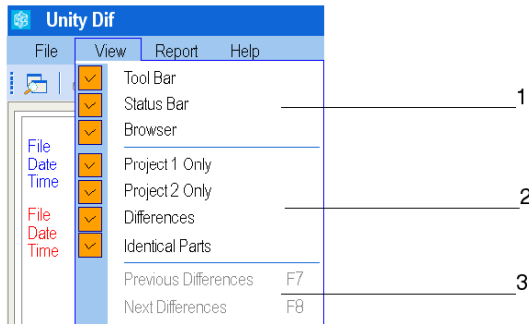 Unity Dif
File View Report Help
Tool Bar
Status Bar
1
Browser
File
Date
Time
Project 1 Only
Project 2 Only
2
Differences
Identical Parts
File
Date
Time
Previous Differences F7
3
Next Differences F8